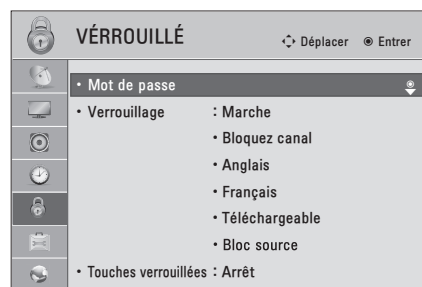 VÉRROUILLÉ Déplacer Entrer
• Mot de passe
• Verrouillage : Marche
• Bloquez canal
• Anglais
• Français
• Téléchargeable
• Bloc source
• Touches verrouillées : Arrêt